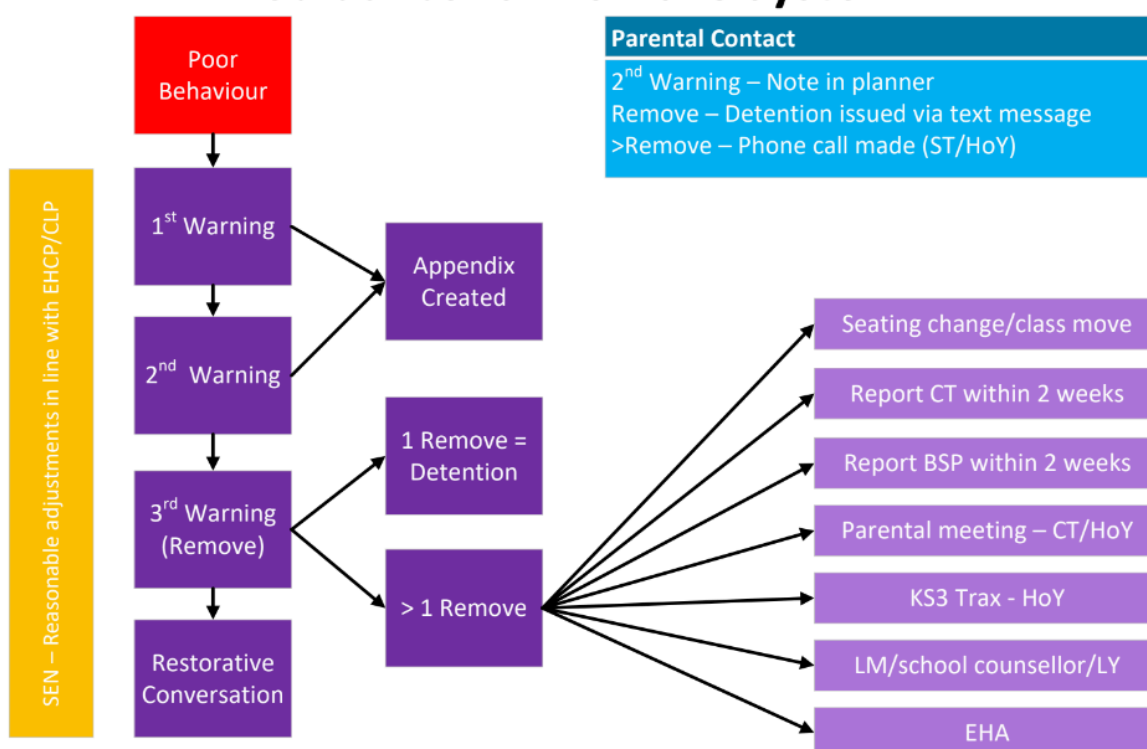 Parental Contact
2nd Warning – Note in planner
Remove – Detention issued via text message
>Remove – Phone call made (ST/HoY)
Poor
Behaviour
SEN – Reasonable adjustments in line with EHCP/CLP
1st Warning
2nd Warning
3rd Warning
(Remove)
Restorative
Conversation
Appendix
Created
1 Remove =
Detention
> 1 Remove
Seating change/class move
Report CT within 2 weeks
Report BSP within 2 weeks
Parental meeting – CT/HoY
KS3 Trax - HoY
LM/school counsellor/LY
EHA